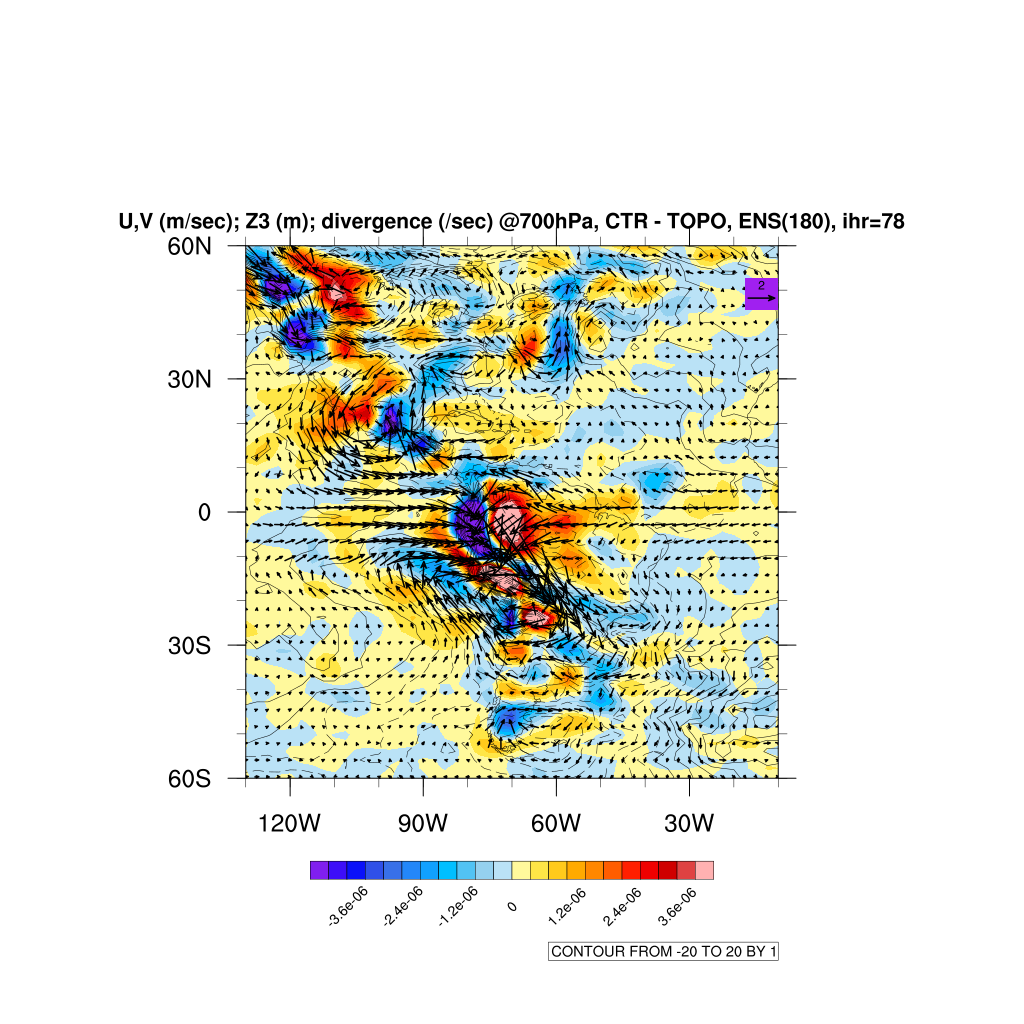 U,V (m/sec); Z3 (m); divergence (/sec) @700hPa, CTR - TOPO, ENS(180), ihr=78
60N
2
30N
0
30S
60S
120W 90W 60W 30W
-3.6e-06 -2.4e-06 -1.2e-06 0 1.2e-06 2.4e-06 3.6e-06
CONTOUR FROM -20 TO 20 BY 1